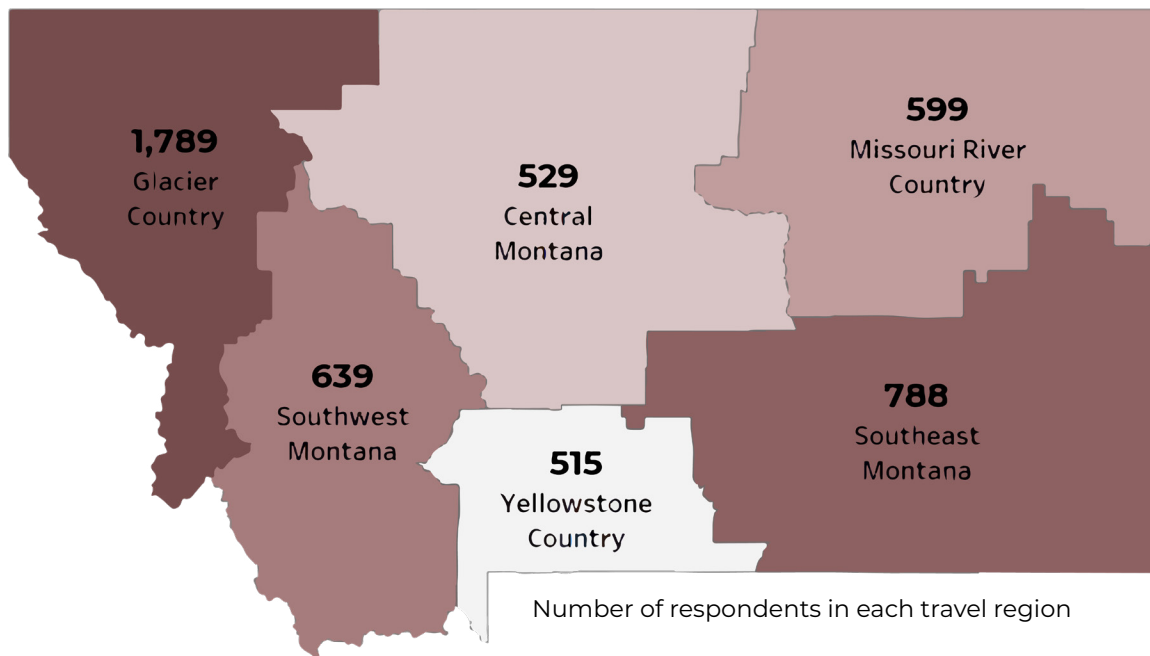 1,789
Glacier
Country
529
Central
Montana
599
Missouri River
Country
639
Southwest
Montana
515
Yellowstone
Country
788
Southeast
Montana
Number of respondents in each travel region